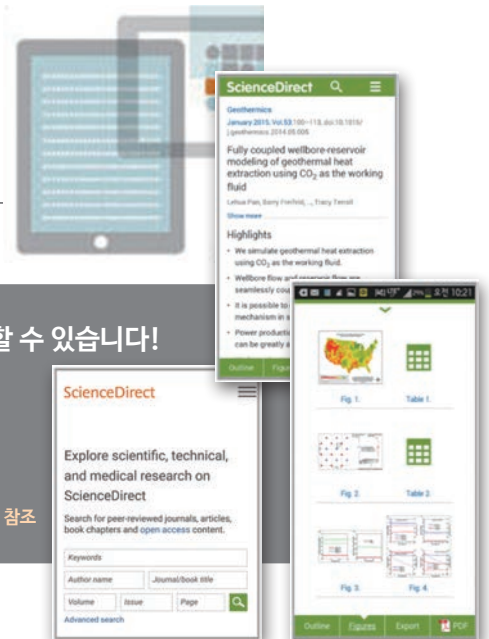 ScienceDirect
Geothermics
January 2015, Vol.53:100–113, doi:10.1016/
j.geothermics.2014.05.005
Fully coupled wellbore-reservoir
modeling of geothermal heat
extraction using CO2 as the working
fluid
Lehua Pan, Barry Freifeld, ..., Tracy Terrall
Show more
Highlights
• We simulate geothermal heat extraction
using CO2 as the working fluid.
• Wellbore flow and reservoir flow are
seamlessly cou
• It is possible to
mechanism in s
• Power producti
can be greatly a
Outline Figu
할 수 있습니다!
참조
ScienceDirect
Explore scientific, technical,
and medical research on
ScienceDirect
Search for peer-reviewed journals, articles,
book chapters and open access content.
Keywords
Author name Journal/book title
Volume Issue Page
Advanced search
오전 10:21
Fig. 1. Table 1.
Fig. 2. Table 2.
Fig. 3. Fig. 4.
Outline Figures Export PDF